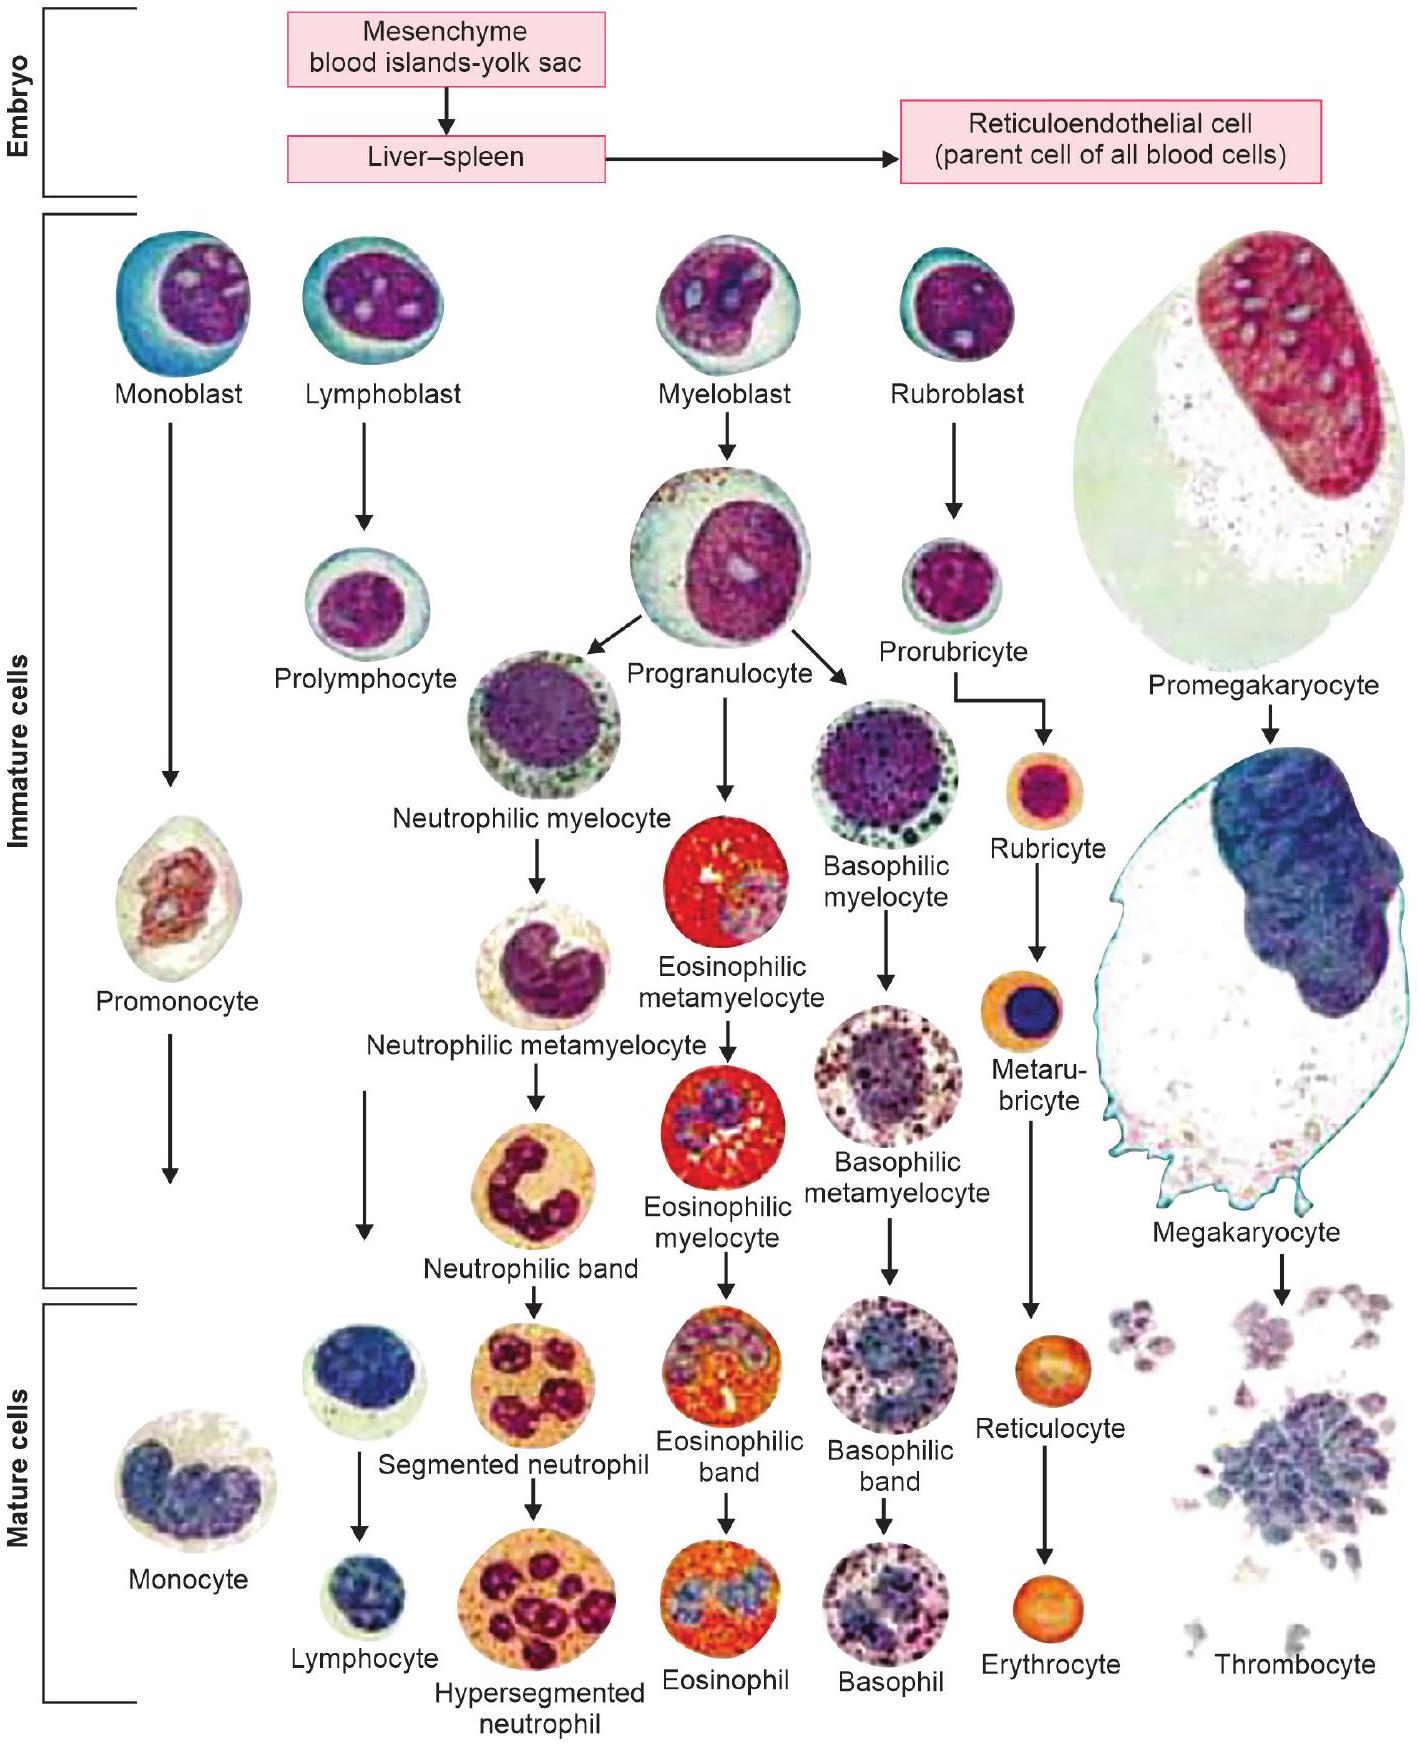 Embryo
Mesenchyme
blood islands-yolk sac
Liver–spleen
Reticuloendothelial cell
(parent cell of all blood cells)
Immature cells
Monoblast
Lymphoblast
Myeloblast
Rubroblast
Prolymphocyte
Progranulocyte
Prorubricyte
Promegakaryocyte
Neutrophilic myelocyte
Basophilic
myelocyte
Rubricyte
Promonocyte
Eosinophilic
metamyelocyte
Neutrophilic metamyelocyte
Metaru-
bricyte
Basophilic
metamyelocyte
Eosinophilic
myelocyte
Megakaryocyte
Neutrophilic band
Mature cells
Segmented neutrophil
Eosinophilic
band
Basophilic
band
Reticulocyte
Monocyte
Lymphocyte
Hypersegmented
neutrophil
Eosinophil
Basophil
Erythrocyte
Thrombocyte